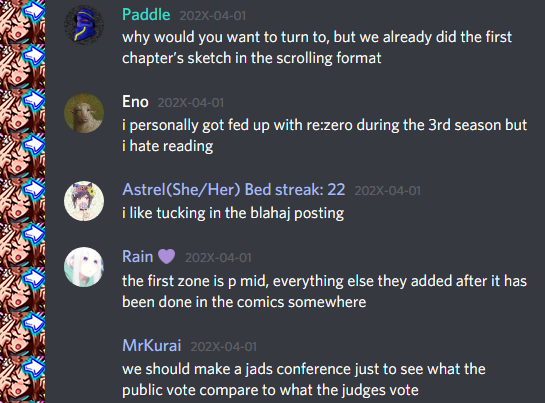 Paddle 202X-04-01
why would you want to turn to, but we already did the first
chapter's sketch in the scrolling format
Eno 202X-04-01
i personally got fed up with re:zero during the 3rd season but
i hate reading
Astrel(She/Her) Bed streak: 22 202X-04-01
i like tucking in the blahaj posting
Rain 💜 202X-04-01
the first zone is p mid, everything else they added after it has
been done in the comics somewhere
MrKurai 202X-04-01
we should make a jads conference just to see what the
public vote compare to what the judges vote